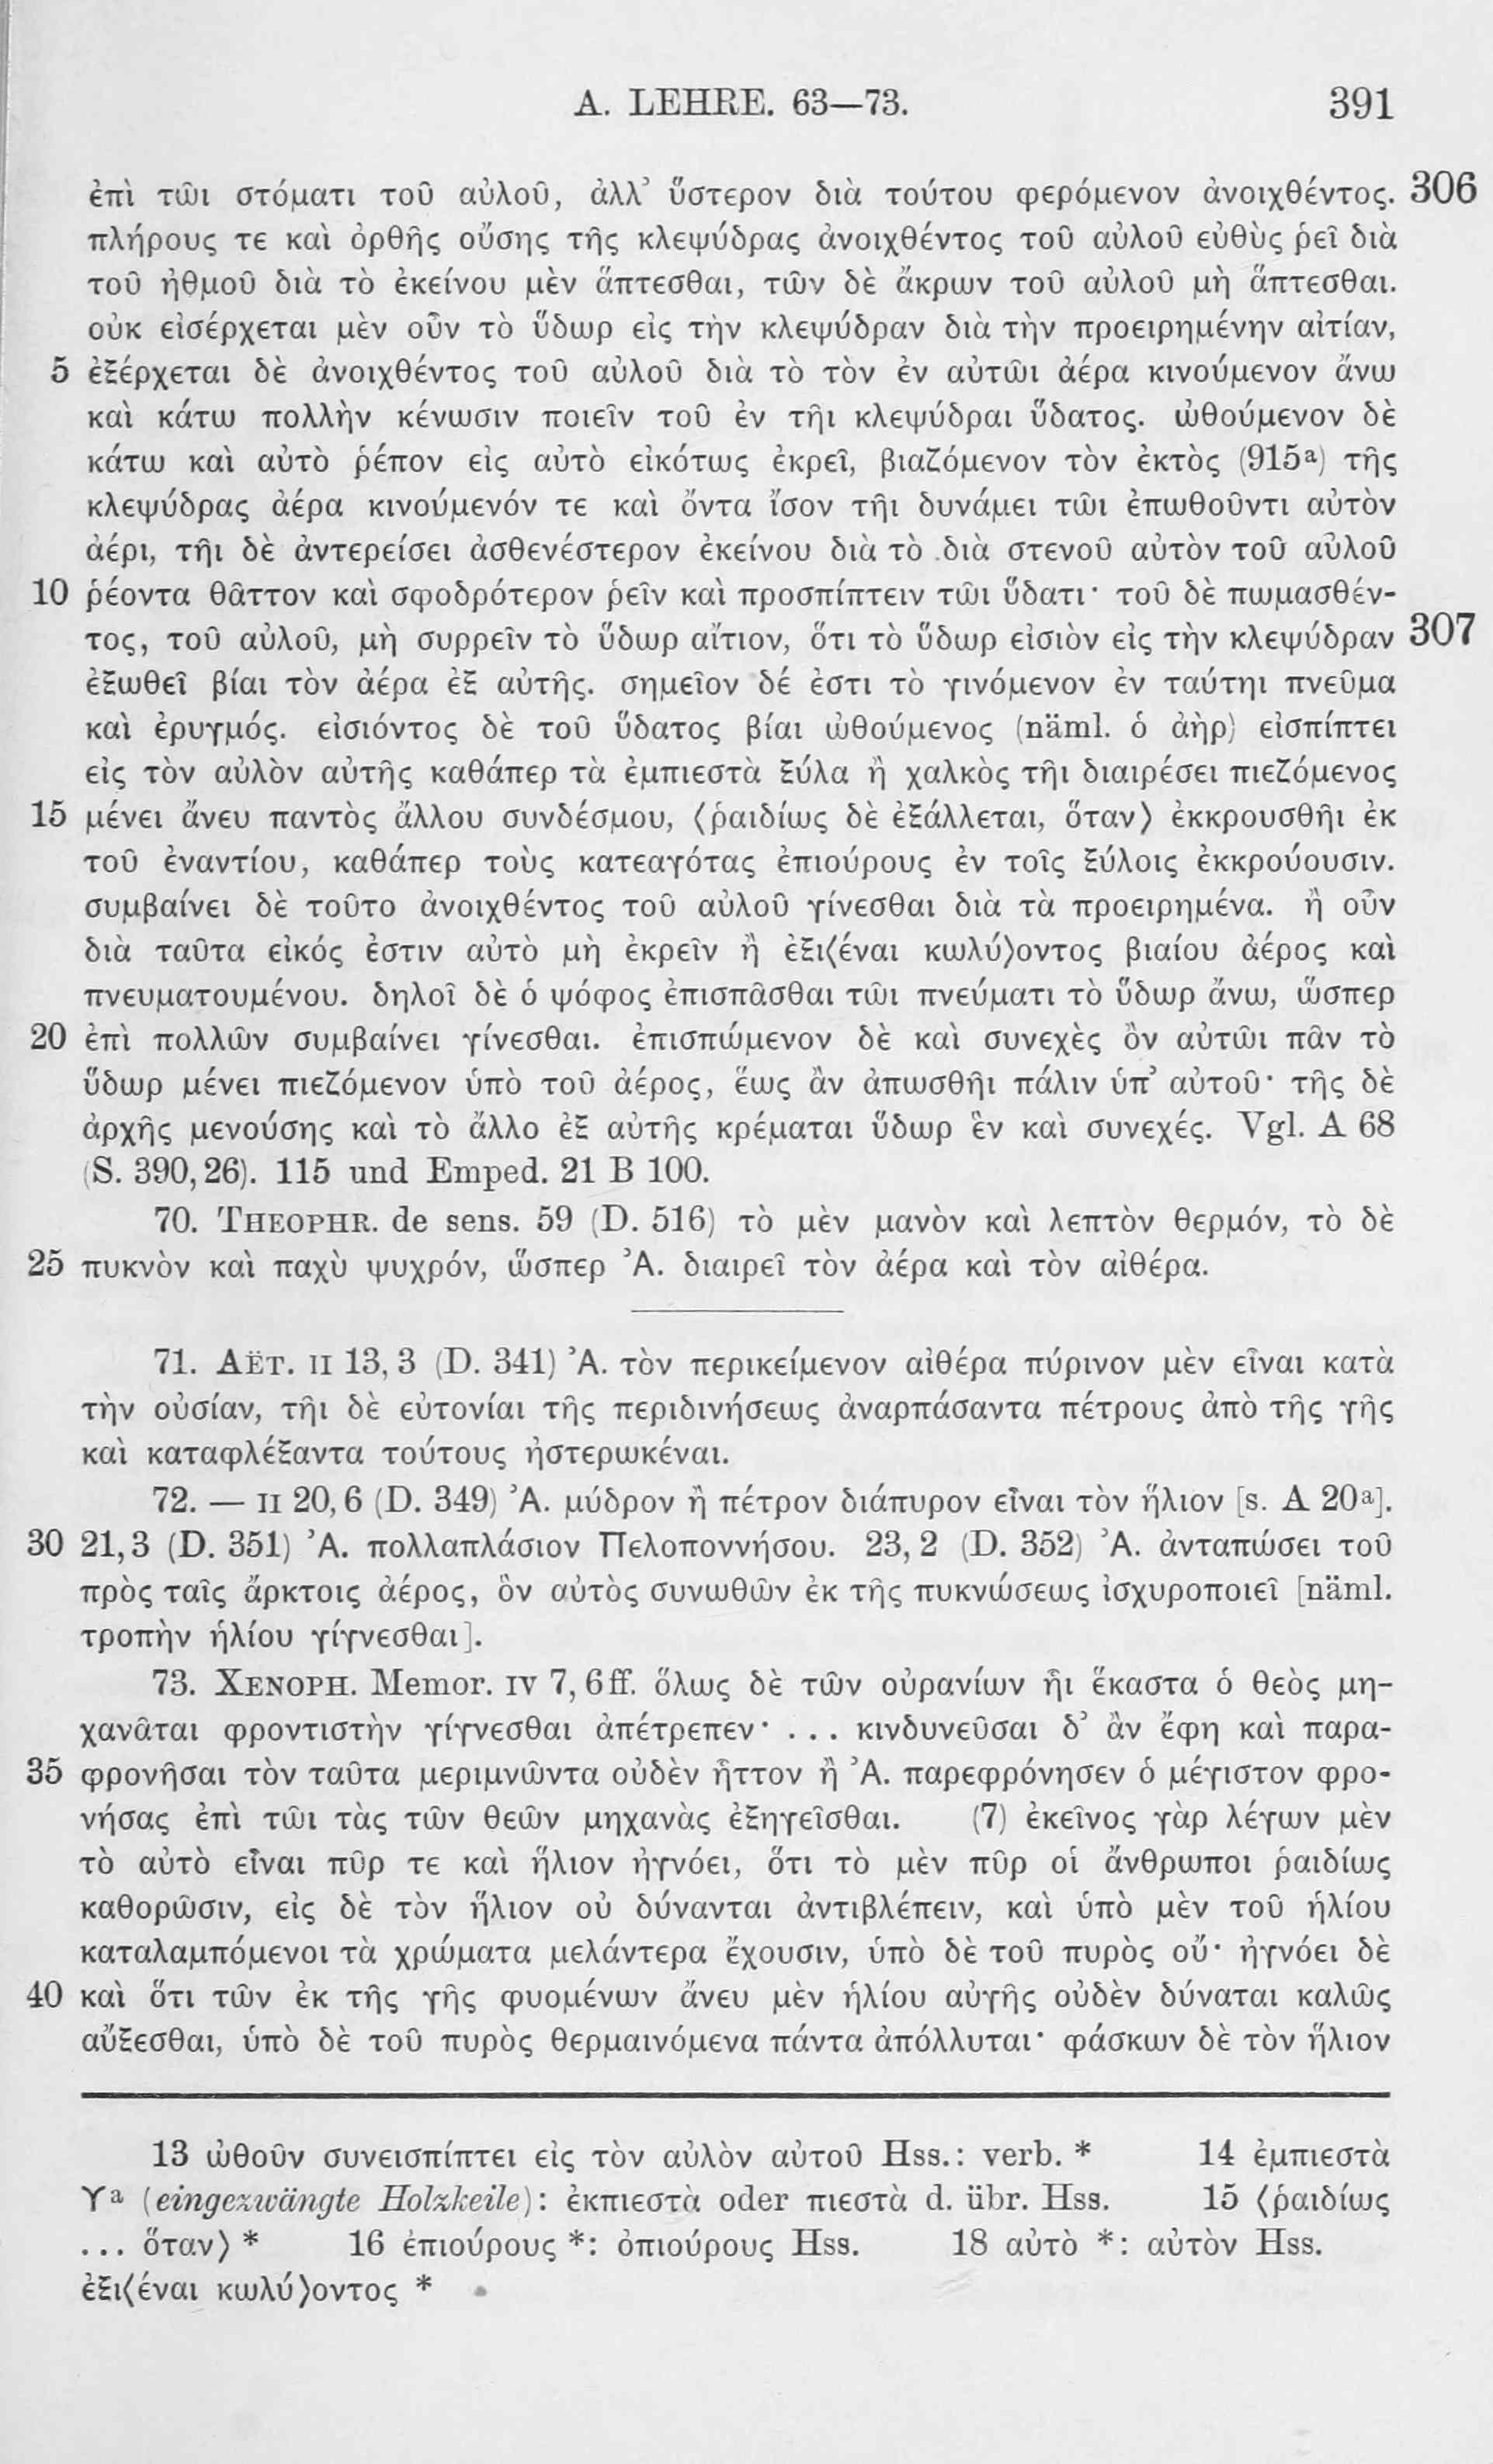 A. LEHRE. 63—73. 391
ἐπὶ τῶι στόματι τοῦ αὐλοῦ, ἀλλ᾽ ὕστερον διὰ τούτου φερόμενον ἀνοιχθέντος. 306
πλήρους τε καὶ ὀρθῆς οὔσης τῆς κλεψύδρας ἀνοιχθέντος τοῦ αὐλοῦ εὐθὺς ῥεῖ διὰ
τοῦ ἠθμοῦ διὰ τὸ ἐκείνου μὲν ἅπτεσθαι, τῶν δὲ ἄκρων τοῦ αὐλοῦ μὴ ἅπτεσθαι.
οὐκ εἰσέρχεται μὲν οὖν τὸ ὕδωρ εἰς τὴν κλεψύδραν διὰ τὴν προειρημένην αἰτίαν,
5 ἐξέρχεται δὲ ἀνοιχθέντος τοῦ αὐλοῦ διὰ τὸ τὸν ἐν αὐτῶι ἀέρα κινούμενον ἄνω
καὶ κάτω πολλὴν κένωσιν ποιεῖν τοῦ ἐν τῆι κλεψύδραι ὕδατος. ὠθούμενον δὲ
κάτω καὶ αὐτὸ ῥέπον εἰς αὐτὸ εἰκότως ἐκρεῖ, βιαζόμενον τὸν ἐκτὸς (915ᵃ) τῆς
κλεψύδρας ἀέρα κινούμενόν τε καὶ ὄντα ἴσον τῆι δυνάμει τῶι ἐπωθοῦντι αὐτὸν
ἀέρι, τῆι δὲ ἀντερείσει ἀσθενέστερον ἐκείνου διὰ τὸ διὰ στενοῦ αὐτὸν τοῦ αὐλοῦ
10 ῥέοντα θᾶττον καὶ σφοδρότερον ῥεῖν καὶ προσπίπτειν τῶι ὕδατι· τοῦ δὲ πωμασθέν-
τος, τοῦ αὐλοῦ, μὴ συρρεῖν τὸ ὕδωρ αἴτιον, ὅτι τὸ ὕδωρ εἰσιὸν εἰς τὴν κλεψύδραν 307
ἐξωθεῖ βίαι τὸν ἀέρα ἐξ αὐτῆς. σημεῖον δέ ἐστι τὸ γινόμενον ἐν ταύτηι πνεῦμα
καὶ ἐρυγμός. εἰσιόντος δὲ τοῦ ὕδατος βίαι ὠθούμενος (näml. ὁ ἀὴρ) εἰσπίπτει
εἰς τὸν αὐλὸν αὐτῆς καθάπερ τὰ ἐμπιεστὰ ξύλα ἢ χαλκὸς τῆι διαιρέσει πιεζόμενος
15 μένει ἄνευ παντὸς ἄλλου συνδέσμου, ⟨ῥαιδίως δὲ ἐξάλλεται, ὅταν⟩ ἐκκρουσθῆι ἐκ
τοῦ ἐναντίου, καθάπερ τοὺς κατεαγότας ἐπιούρους ἐν τοῖς ξύλοις ἐκκρούουσιν.
συμβαίνει δὲ τοῦτο ἀνοιχθέντος τοῦ αὐλοῦ γίνεσθαι διὰ τὰ προειρημένα. ἢ οὖν
διὰ ταῦτα εἰκός ἐστιν αὐτὸ μὴ ἐκρεῖν ἢ ἐξι⟨έναι κωλύ⟩οντος βιαίου ἀέρος καὶ
πνευματουμένου. δηλοῖ δὲ ὁ ψόφος ἐπισπᾶσθαι τῶι πνεύματι τὸ ὕδωρ ἄνω, ὥσπερ
20 ἐπὶ πολλῶν συμβαίνει γίνεσθαι. ἐπισπώμενον δὲ καὶ συνεχὲς ὂν αὑτῶι πᾶν τὸ
ὕδωρ μένει πιεζόμενον ὑπὸ τοῦ ἀέρος, ἕως ἂν ἀπωσθῆι πάλιν ὑπ᾽ αὐτοῦ· τῆς δὲ
ἀρχῆς μενούσης καὶ τὸ ἄλλο ἐξ αὐτῆς κρέμαται ὕδωρ ἓν καὶ συνεχές. Vgl. A 68
(S. 390,26). 115 und Emped. 21 B 100.
70. THEOPHR. de sens. 59 (D. 516) τὸ μὲν μανὸν καὶ λεπτὸν θερμόν, τὸ δὲ
25 πυκνὸν καὶ παχὺ ψυχρόν, ὥσπερ Ἀ. διαιρεῖ τὸν ἀέρα καὶ τὸν αἰθέρα.
71. AËT. II 13, 3 (D. 341) Ἀ. τὸν περικείμενον αἰθέρα πύρινον μὲν εἶναι κατὰ
τὴν οὐσίαν, τῆι δὲ εὐτονίαι τῆς περιδινήσεως ἀναρπάσαντα πέτρους ἀπὸ τῆς γῆς
καὶ καταφλέξαντα τούτους ἠστερωκέναι.
72. — II 20, 6 (D. 349) Ἀ. μύδρον ἢ πέτρον διάπυρον εἶναι τὸν ἥλιον [s. A 20ᵃ].
30 21,3 (D. 351) Ἀ. πολλαπλάσιον Πελοποννήσου. 23, 2 (D. 352) Ἀ. ἀνταπώσει τοῦ
πρὸς ταῖς ἄρκτοις ἀέρος, ὃν αὐτὸς συνωθῶν ἐκ τῆς πυκνώσεως ἰσχυροποιεῖ [näml.
τροπὴν ἡλίου γίγνεσθαι].
73. XENOPH. Memor. IV 7, 6 ff. ὅλως δὲ τῶν οὐρανίων ἧι ἕκαστα ὁ θεὸς μη-
χανᾶται φροντιστὴν γίγνεσθαι ἀπέτρεπεν· ... κινδυνεῦσαι δ᾽ ἂν ἔφη καὶ παρα-
35 φρονῆσαι τὸν ταῦτα μεριμνῶντα οὐδὲν ἧττον ἢ Ἀ. παρεφρόνησεν ὁ μέγιστον φρο-
νήσας ἐπὶ τῶι τὰς τῶν θεῶν μηχανὰς ἐξηγεῖσθαι. (7) ἐκεῖνος γὰρ λέγων μὲν
τὸ αὐτὸ εἶναι πῦρ τε καὶ ἥλιον ἠγνόει, ὅτι τὸ μὲν πῦρ οἱ ἄνθρωποι ῥαιδίως
καθορῶσιν, εἰς δὲ τὸν ἥλιον οὐ δύνανται ἀντιβλέπειν, καὶ ὑπὸ μὲν τοῦ ἡλίου
καταλαμπόμενοι τὰ χρώματα μελάντερα ἔχουσιν, ὑπὸ δὲ τοῦ πυρὸς οὔ· ἠγνόει δὲ
40 καὶ ὅτι τῶν ἐκ τῆς γῆς φυομένων ἄνευ μὲν ἡλίου αὐγῆς οὐδὲν δύναται καλῶς
αὔξεσθαι, ὑπὸ δὲ τοῦ πυρὸς θερμαινόμενα πάντα ἀπόλλυται· φάσκων δὲ τὸν ἥλιον
13 ὠθοῦν συνεισπίπτει εἰς τὸν αὐλὸν αὐτοῦ Hss.: verb. * 14 ἐμπιεστὰ
Yᵃ (eingezwängte Holzkeile): ἐκπιεστὰ oder πιεστὰ d. übr. Hss. 15 ⟨ῥαιδίως
... ὅταν⟩ * 16 ἐπιούρους *: ὀπιούρους Hss. 18 αὐτὸ *: αὐτὸν Hss.
ἐξι⟨έναι κωλύ⟩οντος *